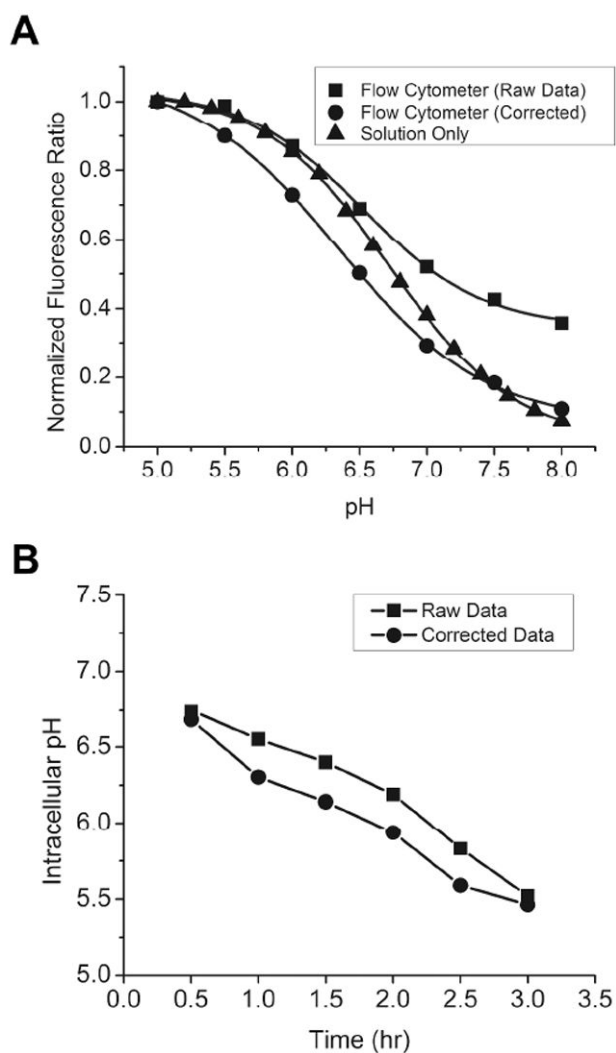 A
Flow Cytometer (Raw Data)
Flow Cytometer (Corrected)
Solution Only
Normalized Fluorescence Ratio
1.0
0.8
0.6
0.4
0.2
0.0
5.0 5.5 6.0 6.5 7.0 7.5 8.0
pH
B
Raw Data
Corrected Data
Intracellular pH
7.5
7.0
6.5
6.0
5.5
5.0
0.0 0.5 1.0 1.5 2.0 2.5 3.0 3.5
Time (hr)